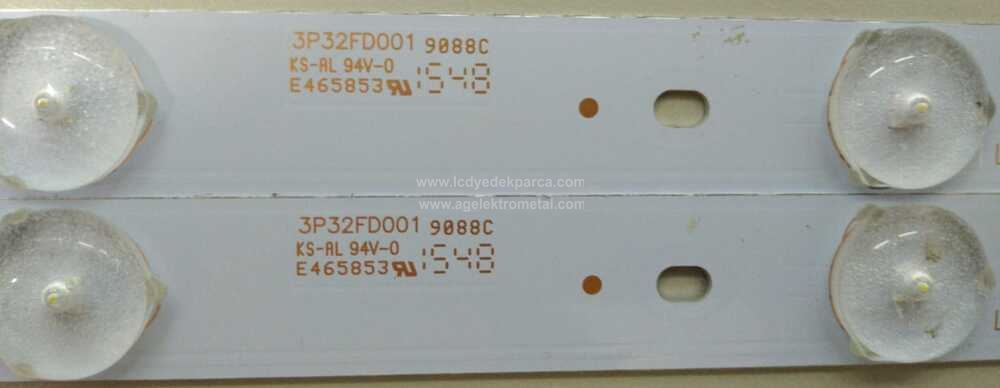 3P32FD001 9088C
KS-AL 94V-0
E465853 1548
www.lcdyedekparca.com
www.agelektrometal.com
3P32FD001 9088C
KS-AL 94V-0
E465853 1548